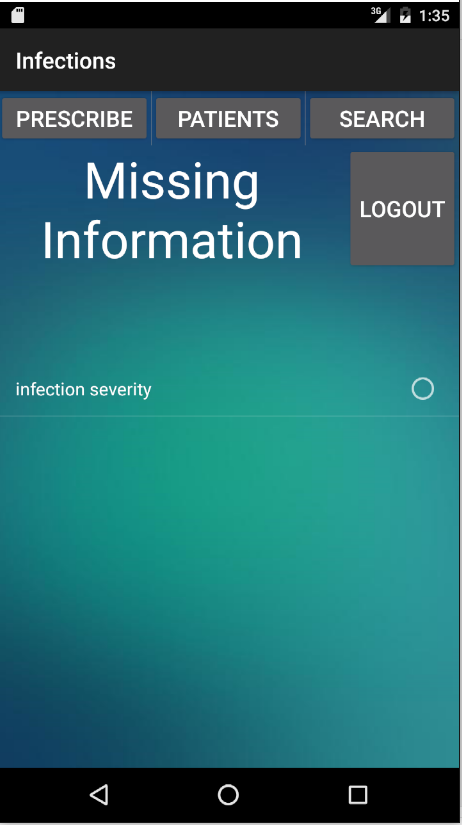 3G 1:35
Infections
PRESCRIBE PATIENTS SEARCH
Missing
Information
LOGOUT
infection severity